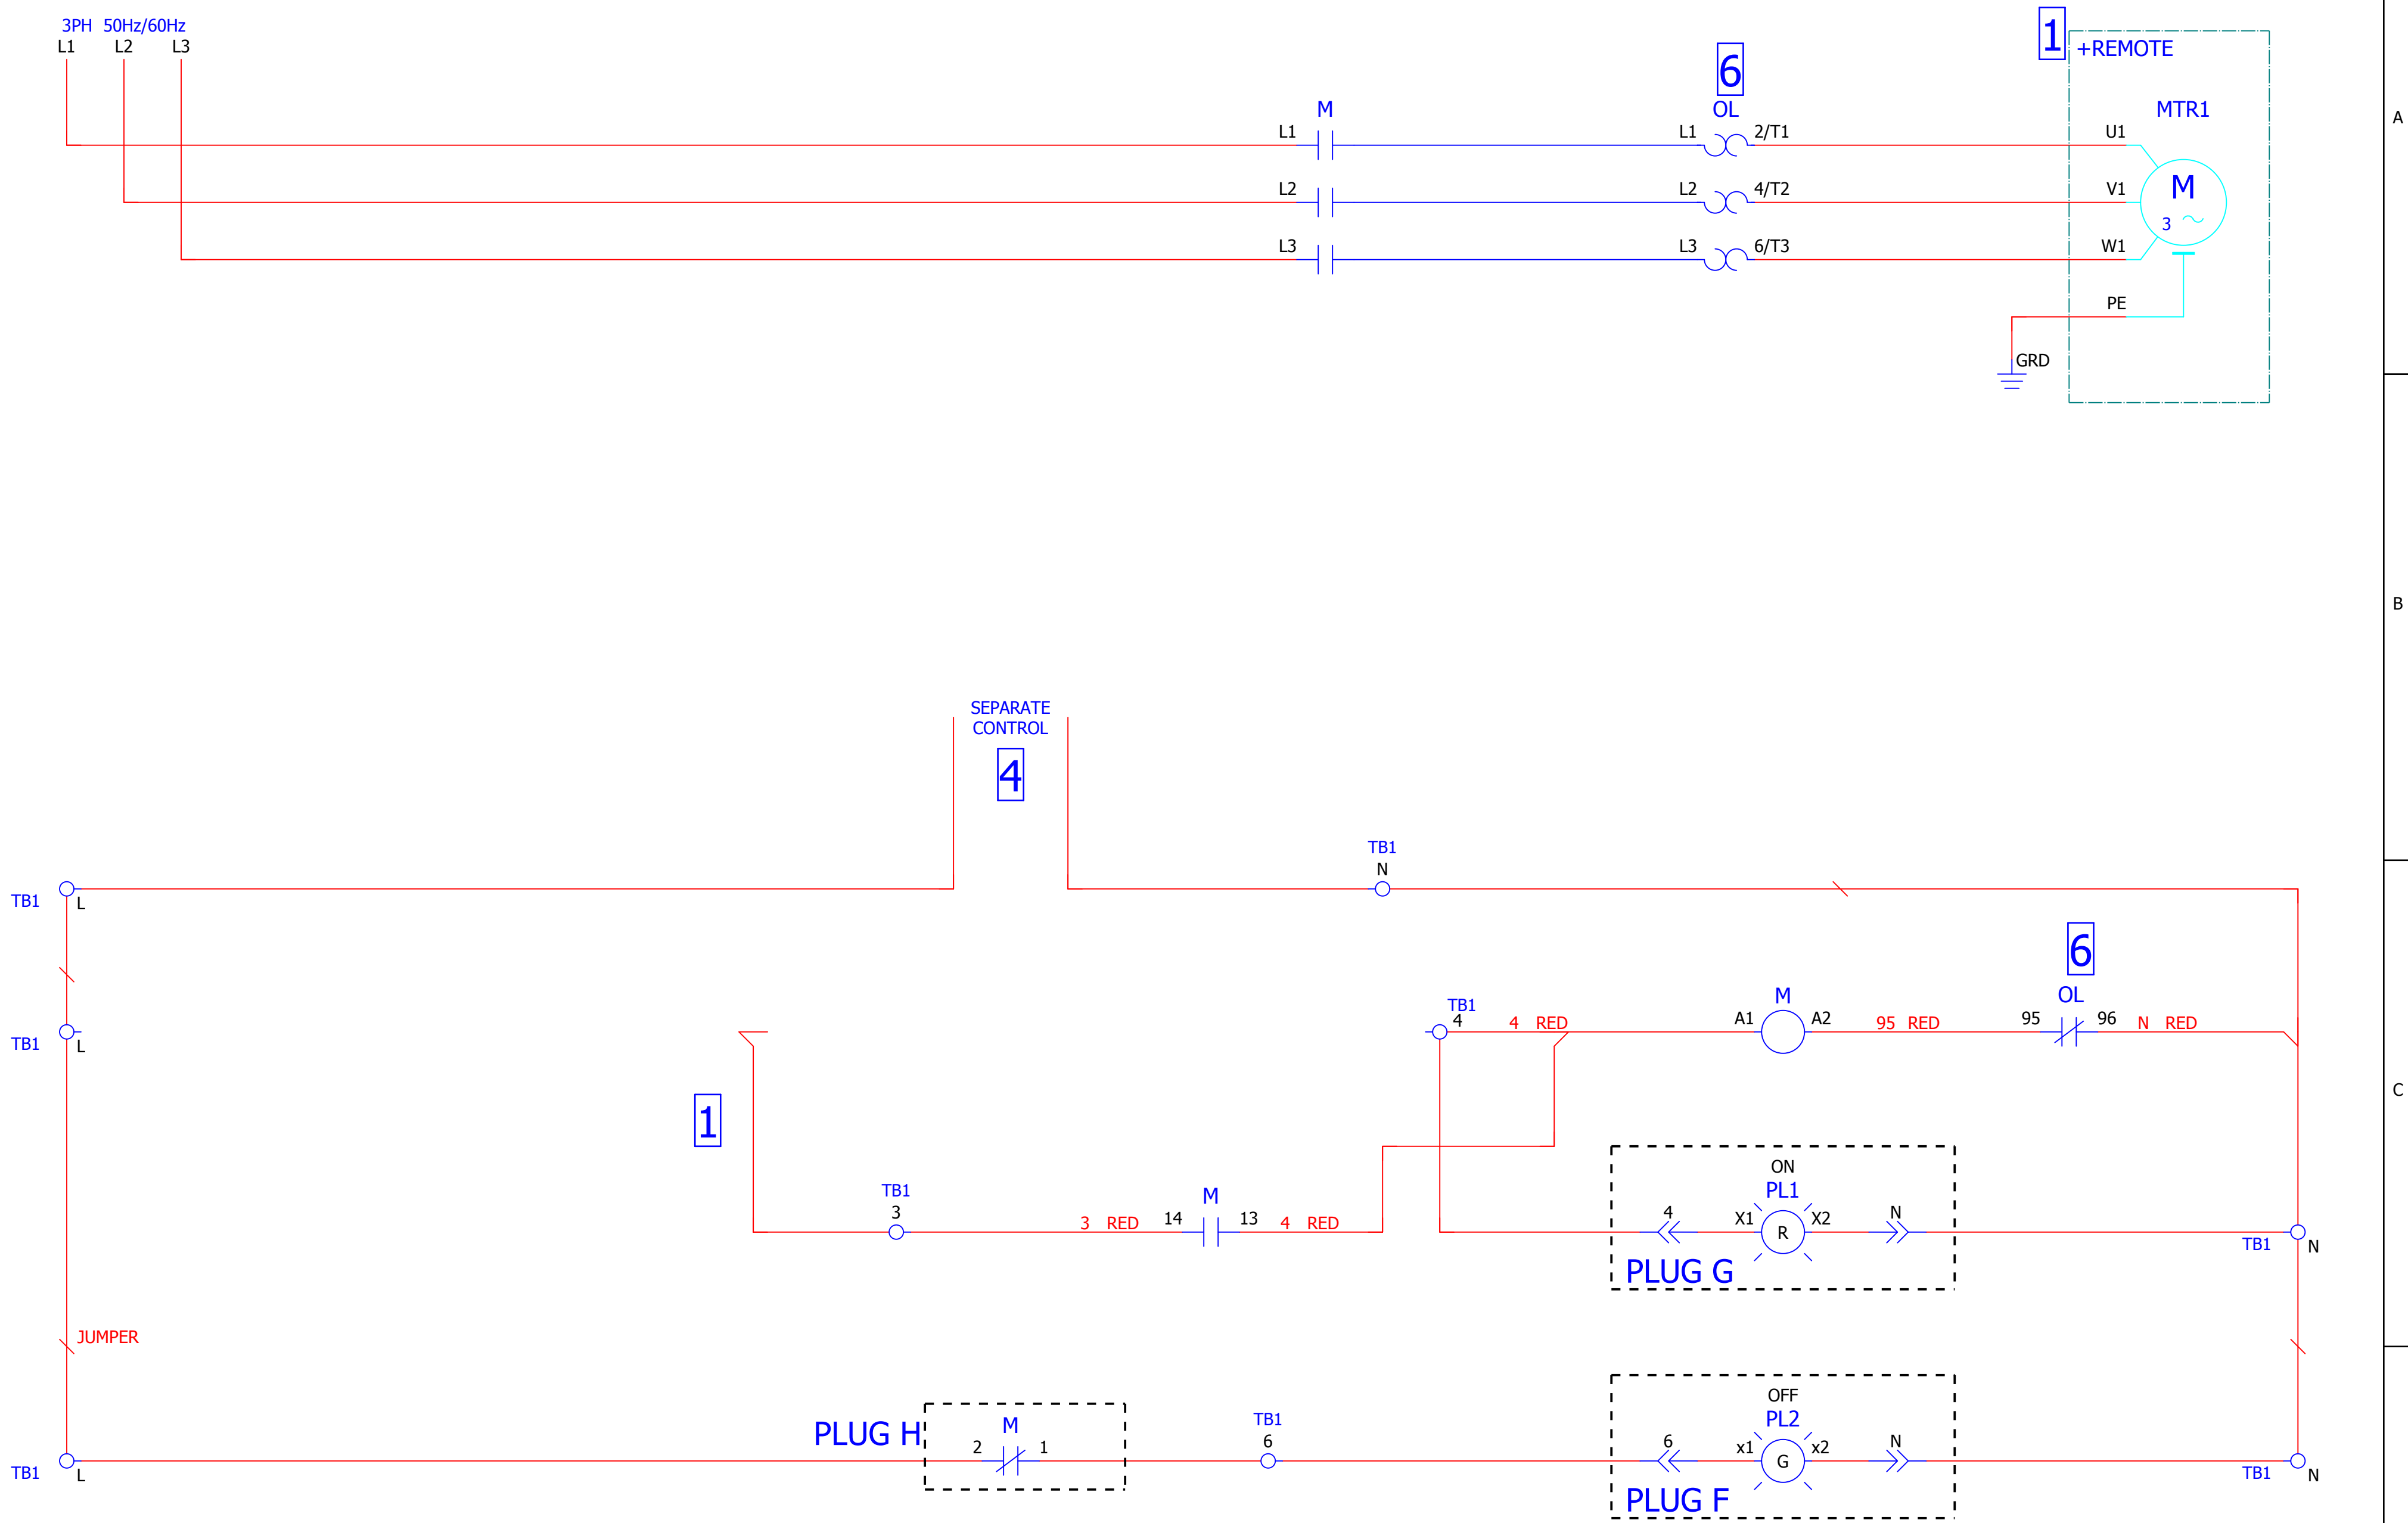 3PH 50Hz/60Hz
L1 L2 L3
1
+REMOTE
6
M
OL
MTR1
A
L1
L1
2/T1
U1
L2
L2
4/T2
V1
M
3
L3
L3
6/T3
W1
PE
GRD
B
SEPARATE
CONTROL
4
TB1
N
TB1
L
6
OL
TB1
4
4 RED
M
A1
A2
95 RED
95
96
N RED
TB1
L
C
1
ON
PL1
TB1
3
3 RED
M
14
13
4 RED
4
X1
R
X2
N
PLUG G
TB1
N
JUMPER
OFF
PL2
PLUG H
M
2
1
TB1
6
6
x1
G
x2
N
PLUG F
TB1
L
TB1
N